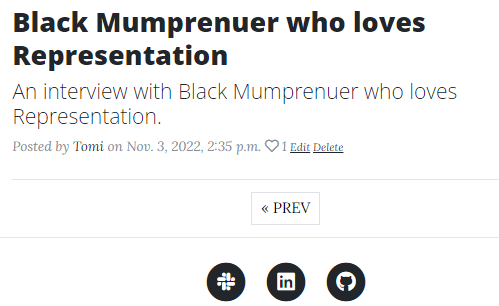 Black Mumprenuer who loves
Representation
An interview with Black Mumprenuer who loves
Representation.
Posted by Tomi on Nov. 3, 2022, 2:35 p.m. 1 Edit Delete
« PREV